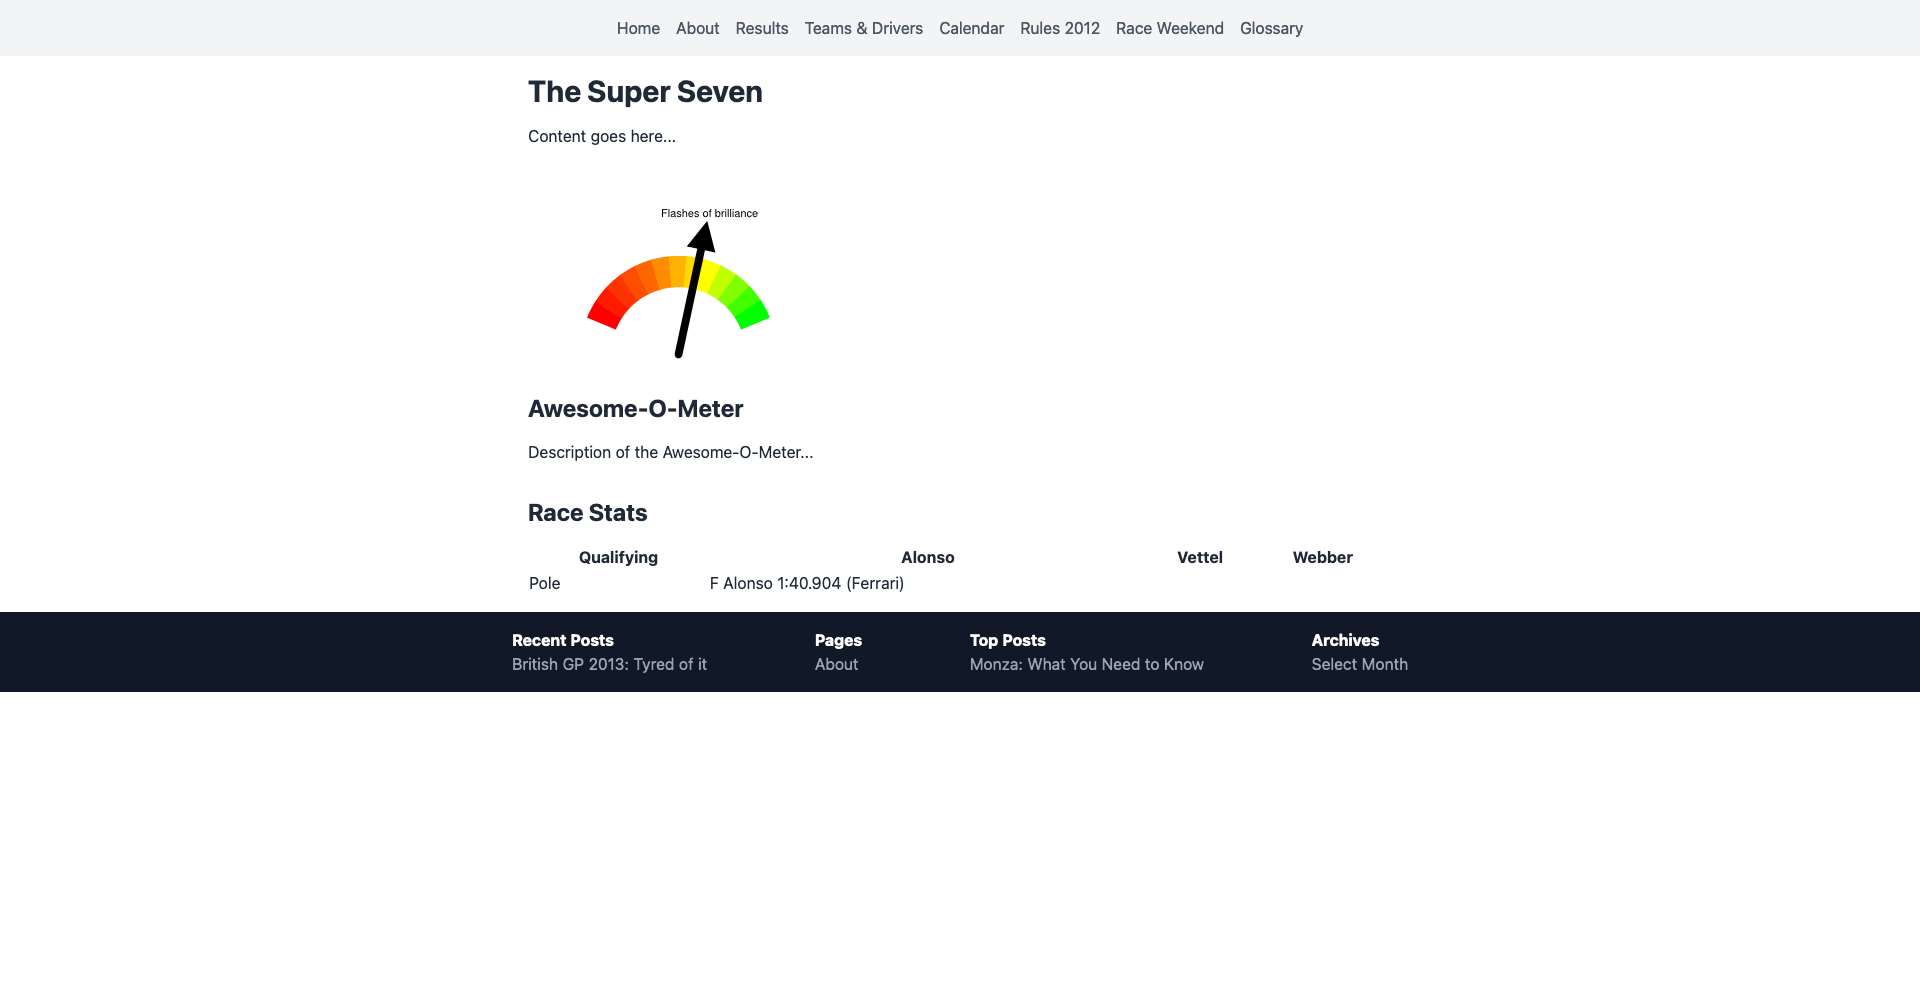 Home About Results Teams & Drivers Calendar Rules 2012 Race Weekend Glossary
The Super Seven
Content goes here...
Flashes of brilliance
Awesome-O-Meter
Description of the Awesome-O-Meter...
Race Stats
Qualifying Alonso Vettel Webber
Pole F Alonso 1:40.904 (Ferrari)
Recent Posts Pages Top Posts Archives
British GP 2013: Tyred of it About Monza: What You Need to Know Select Month